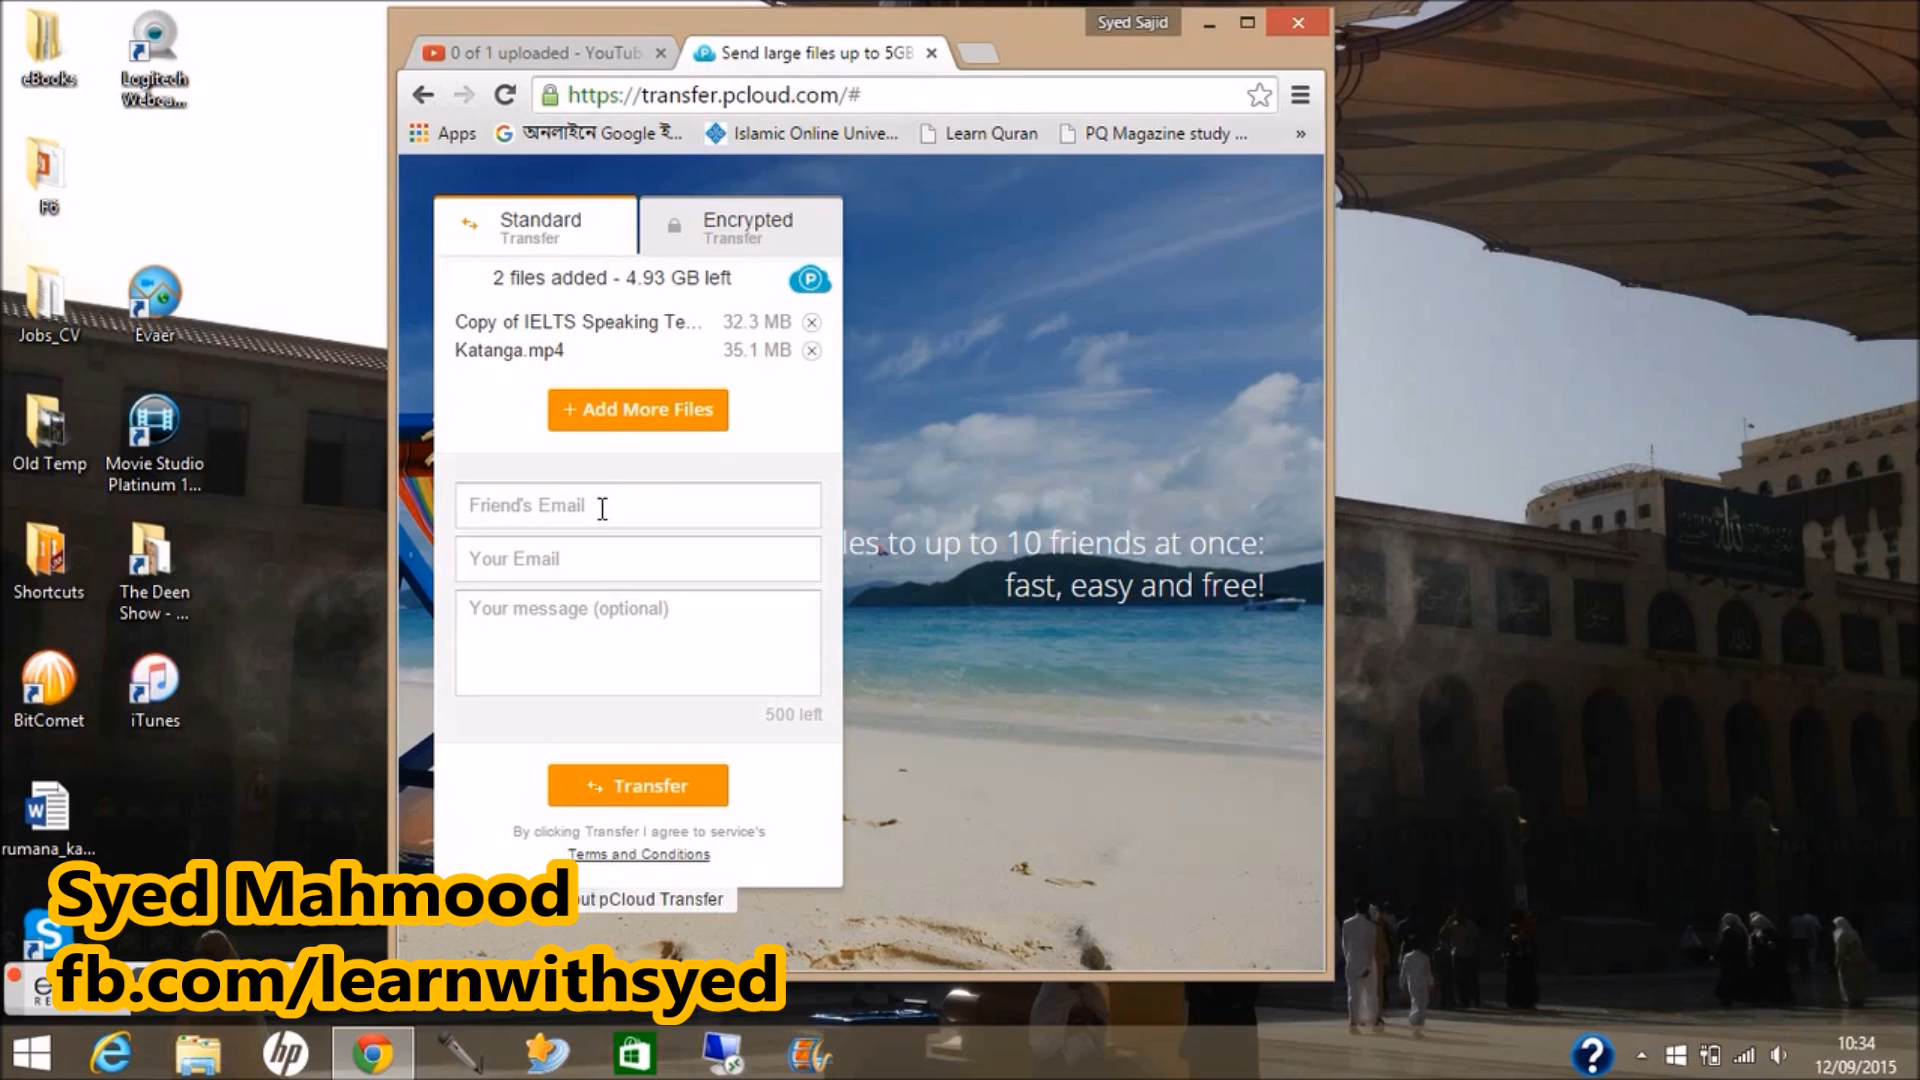 eBooks
Logitech
Webca...
Fö
Jobs_CV
Evaer
Old Temp
Movie Studio
Platinum 1...
Shortcuts
The Deen
Show - ...
BitComet
iTunes
rumana_ka...
Syed Sajid
0 of 1 uploaded - YouTub
Send large files up to 5GB
https://transfer.pcloud.com/#
Apps
অনলাইনে Google ই...
Islamic Online Unive...
Learn Quran
PQ Magazine study ...
»
Standard
Transfer
Encrypted
Transfer
2 files added - 4.93 GB left
Copy of IELTS Speaking Te... 32.3 MB
Katanga.mp4 35.1 MB
+ Add More Files
Friend's Email
Your Email
Your message (optional)
500 left
Transfer
By clicking Transfer I agree to service's
Terms and Conditions
out pCloud Transfer
les to up to 10 friends at once:
fast, easy and free!
Syed Mahmood
fb.com/learnwithsyed
hp
10:34
12/09/2015